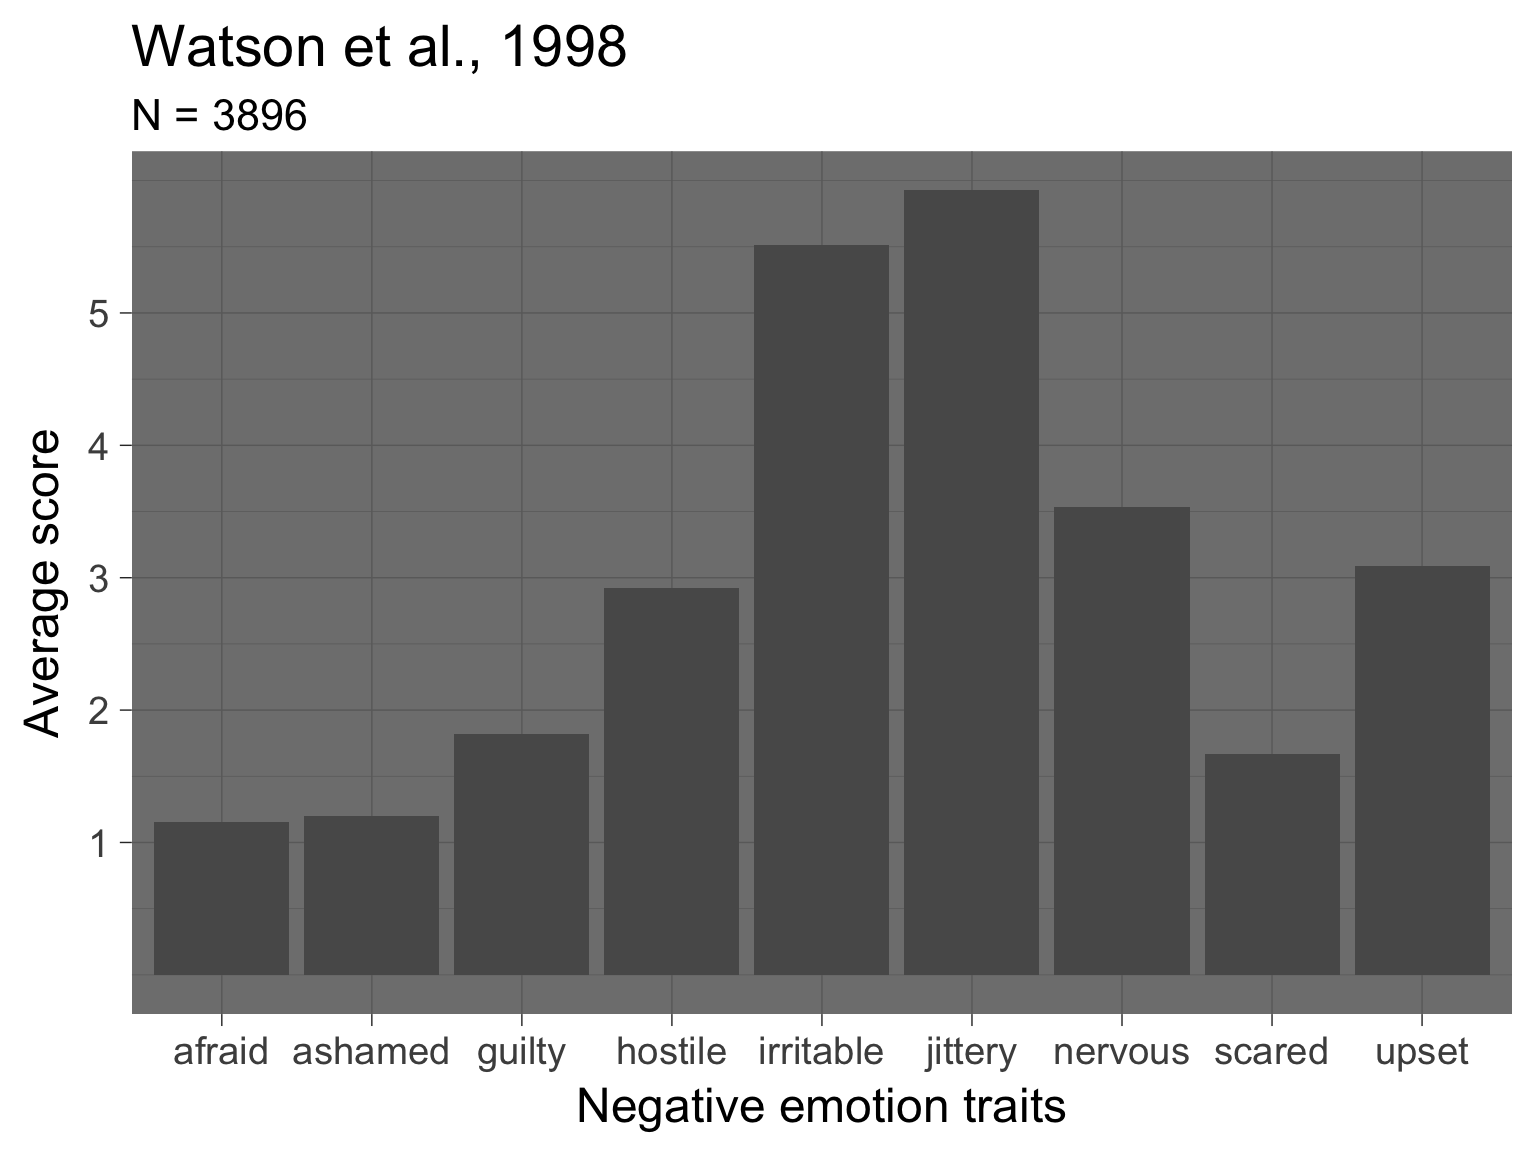 Watson et al., 1998
N = 3896
Average score
5
4
3
2
1
afraid ashamed guilty hostile irritable jittery nervous scared upset
Negative emotion traits